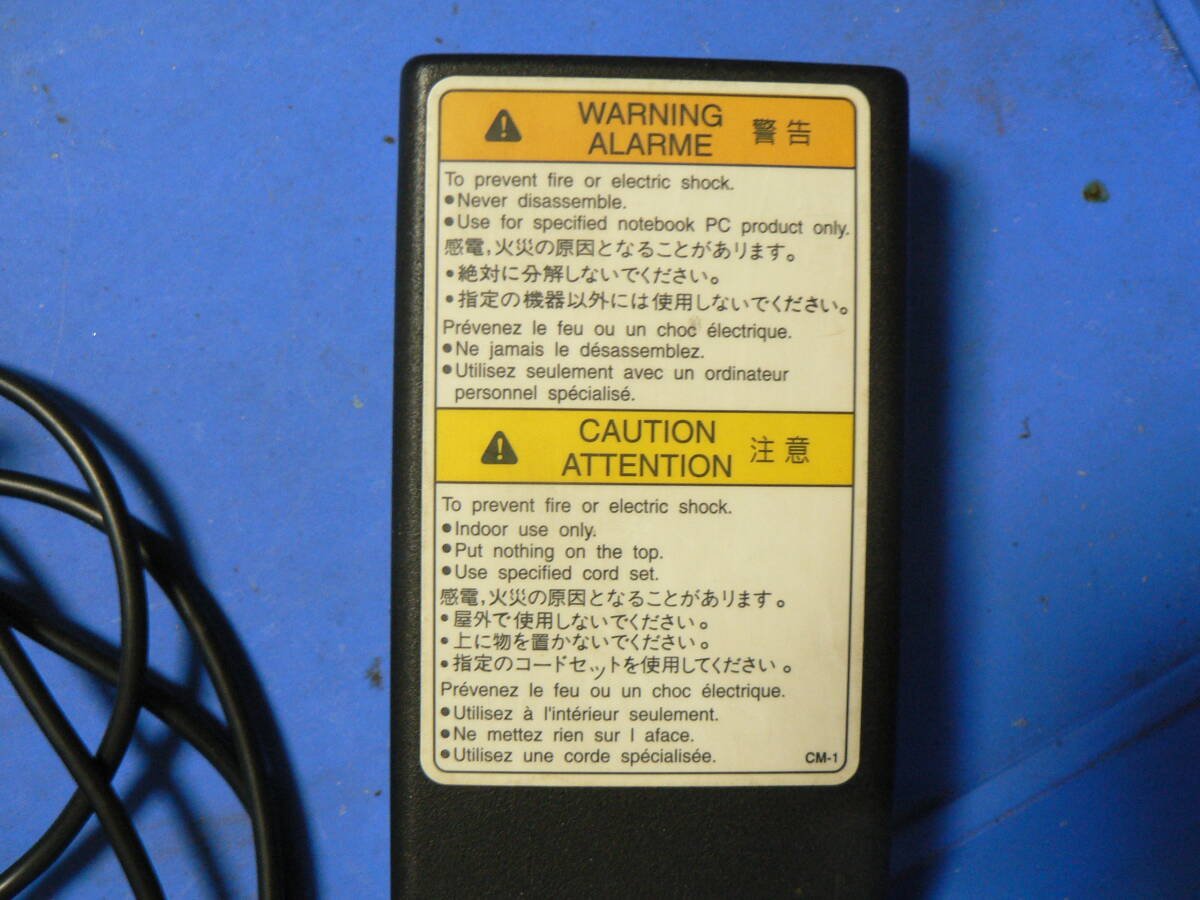 WARNING
ALARME
警告
To prevent fire or electric shock.
●Never disassemble.
●Use for specified notebook PC product only.
感電,火災の原因となることがあります。
●絶対に分解しないでください。
●指定の機器以外には使用しないでください。
Prévenez le feu ou un choc électrique.
●Ne jamais le désassemblez.
●Utilisez seulement avec un ordinateur
personnel spécialisé.
CAUTION
ATTENTION
注意
To prevent fire or electric shock.
●Indoor use only.
●Put nothing on the top.
●Use specified cord set.
感電,火災の原因となることがあります。
●屋外で使用しないでください。
●上に物を置かないでください。
●指定のコードセットを使用してください。
Prévenez le feu ou un choc électrique.
●Utilisez à l'intérieur seulement.
●Ne mettez rien sur l aface.
●Utilisez une corde spécialisée.
CM-1